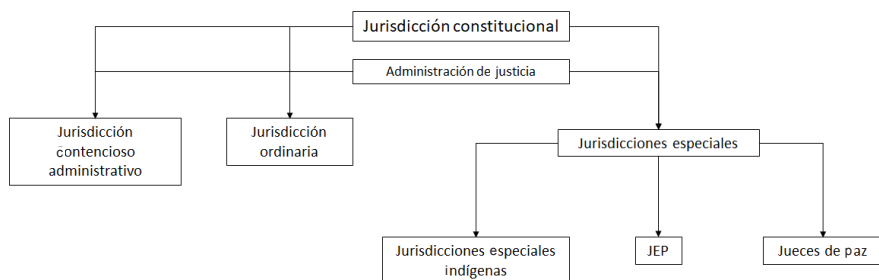 Jurisdicción constitucional
Administración de justicia
Jurisdicción
contencioso
administrativo
Jurisdicción
ordinaria
Jurisdicciones especiales
Jurisdicciones especiales
indígenas
JEP
Jueces de paz